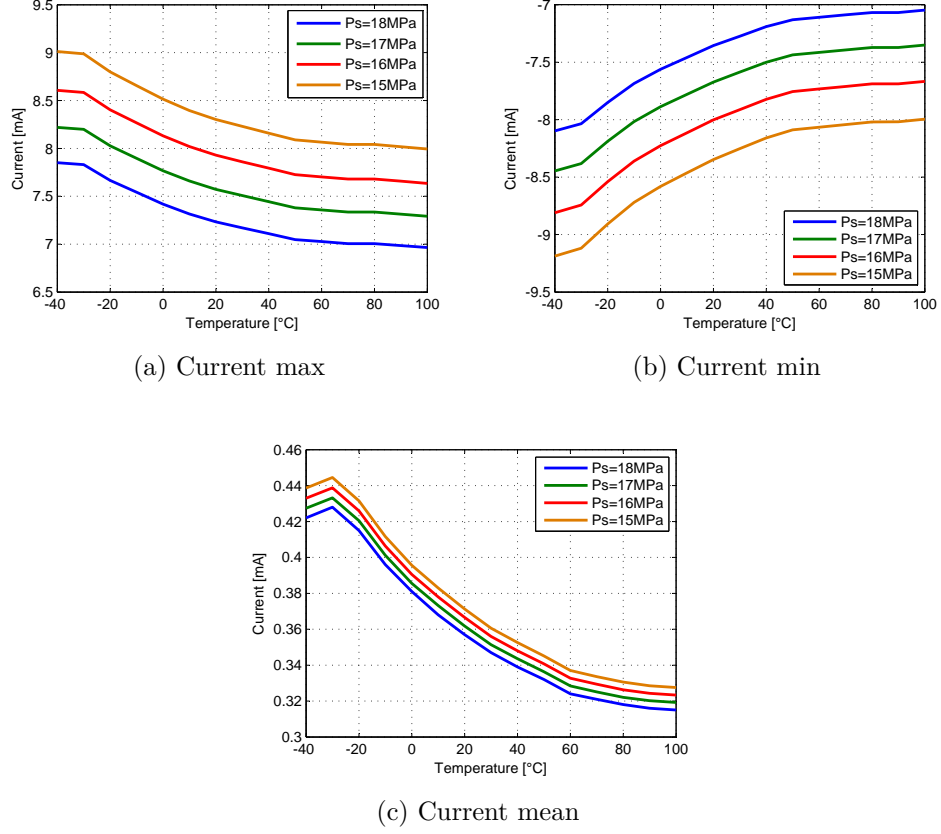 9.5
9
8.5
8
7.5
7
6.5
Current [mA]
-40 -20 0 20 40 60 80 100
Temperature [°C]
Ps=18MPa
Ps=17MPa
Ps=16MPa
Ps=15MPa
(a) Current max
-7
-7.5
-8
-8.5
-9
-9.5
Current [mA]
-40 -20 0 20 40 60 80 100
Temperature [°C]
Ps=18MPa
Ps=17MPa
Ps=16MPa
Ps=15MPa
(b) Current min
0.46
0.44
0.42
0.4
0.38
0.36
0.34
0.32
0.3
Current [mA]
-40 -20 0 20 40 60 80 100
Temperature [°C]
Ps=18MPa
Ps=17MPa
Ps=16MPa
Ps=15MPa
(c) Current mean